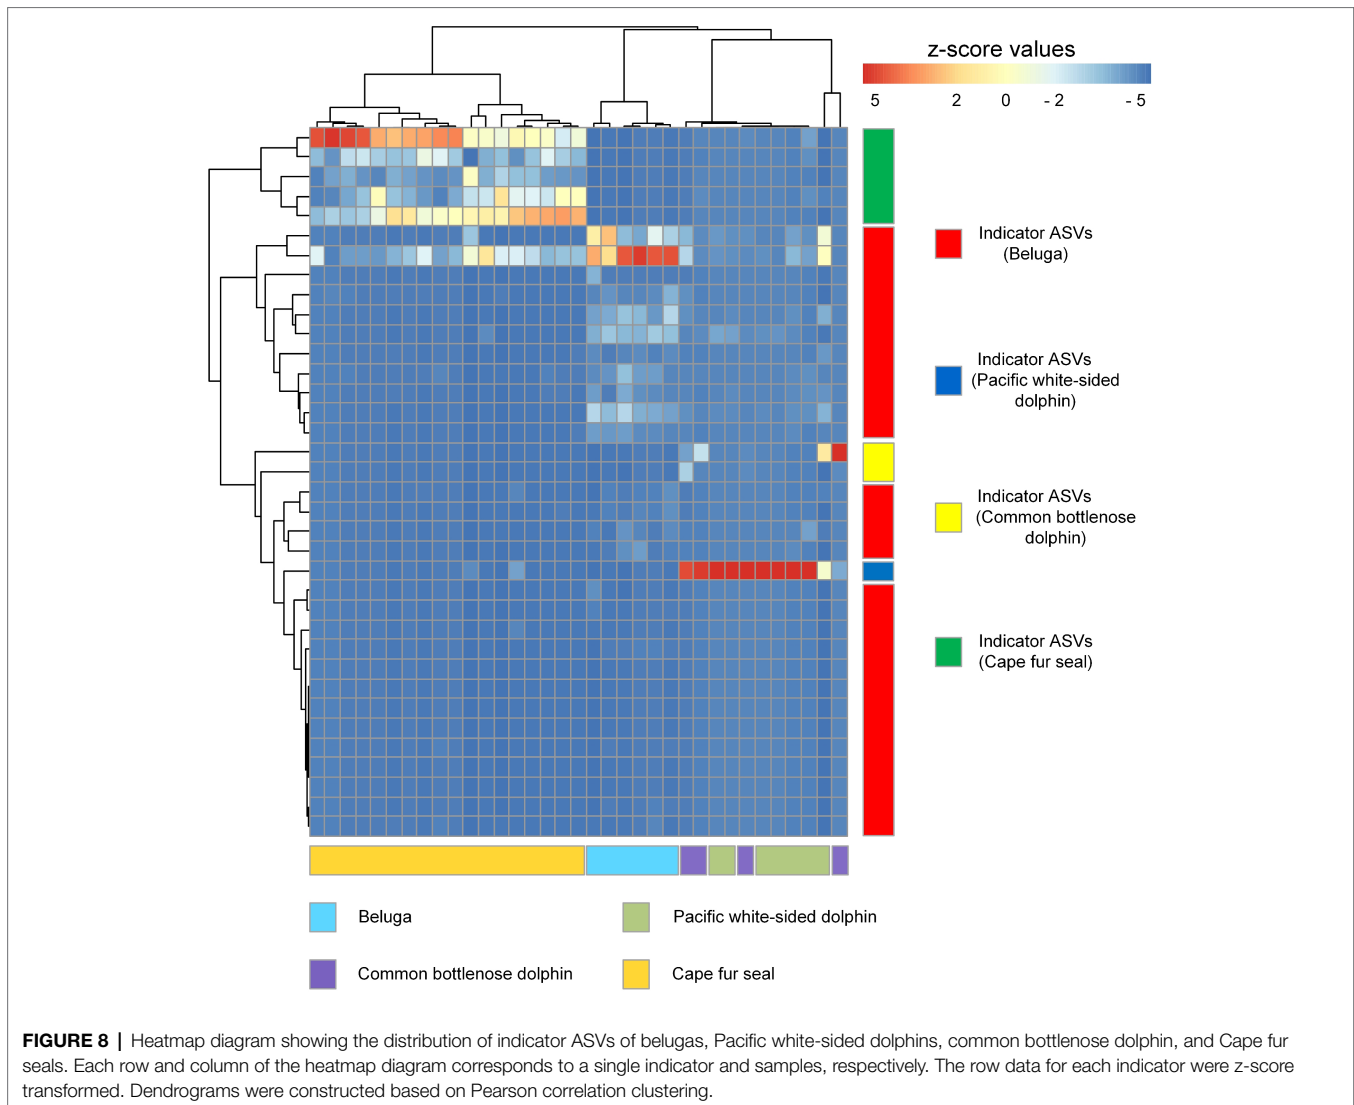 z-score values
5 2 0 - 2 - 5
Indicator ASVs
(Beluga)
Indicator ASVs
(Pacific white-sided
dolphin)
Indicator ASVs
(Common bottlenose
dolphin)
Indicator ASVs
(Cape fur seal)
Beluga
Pacific white-sided dolphin
Common bottlenose dolphin
Cape fur seal
FIGURE 8 | Heatmap diagram showing the distribution of indicator ASVs of belugas, Pacific white-sided dolphins, common bottlenose dolphin, and Cape fur
seals. Each row and column of the heatmap diagram corresponds to a single indicator and samples, respectively. The row data for each indicator were z-score
transformed. Dendrograms were constructed based on Pearson correlation clustering.